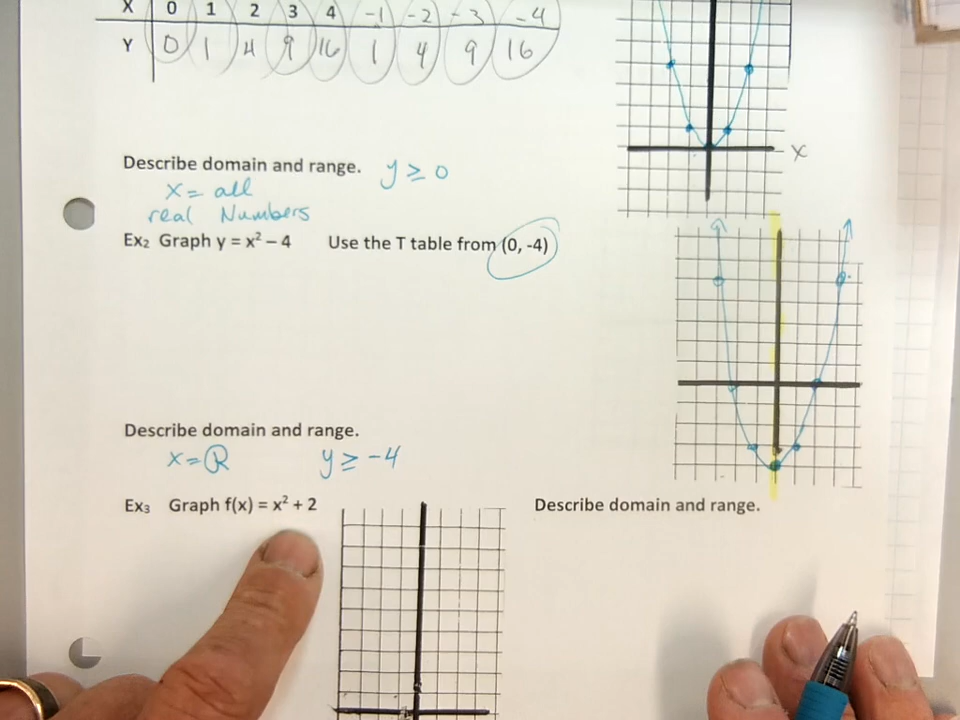 X 0 1 2 3 4 -1 -2 -3 -4
Y 0 1 4 9 16 1 4 9 16
X
Describe domain and range. y ≥ 0
x = all
real Numbers
Ex2 Graph y = x² – 4 Use the T table from (0, -4)
Describe domain and range.
x = ℝ y ≥ -4
Ex3 Graph f(x) = x² + 2 Describe domain and range.